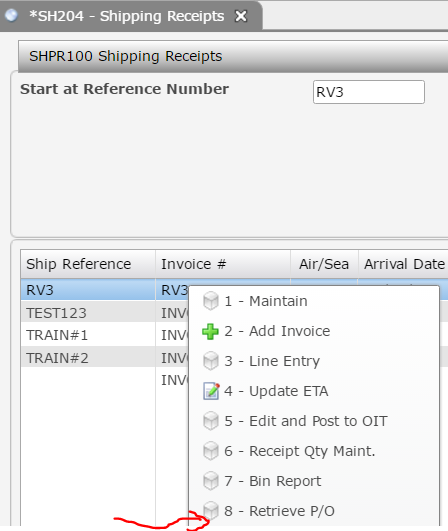 *SH204 - Shipping Receipts
SHPR100 Shipping Receipts
Start at Reference Number RV3
Ship Reference Invoice # Air/Sea Arrival Date
RV3 RV3
TEST123 INV
TRAIN#1 INV
TRAIN#2 INV
INV
1 - Maintain
2 - Add Invoice
3 - Line Entry
4 - Update ETA
5 - Edit and Post to OIT
6 - Receipt Qty Maint.
7 - Bin Report
8 - Retrieve P/O